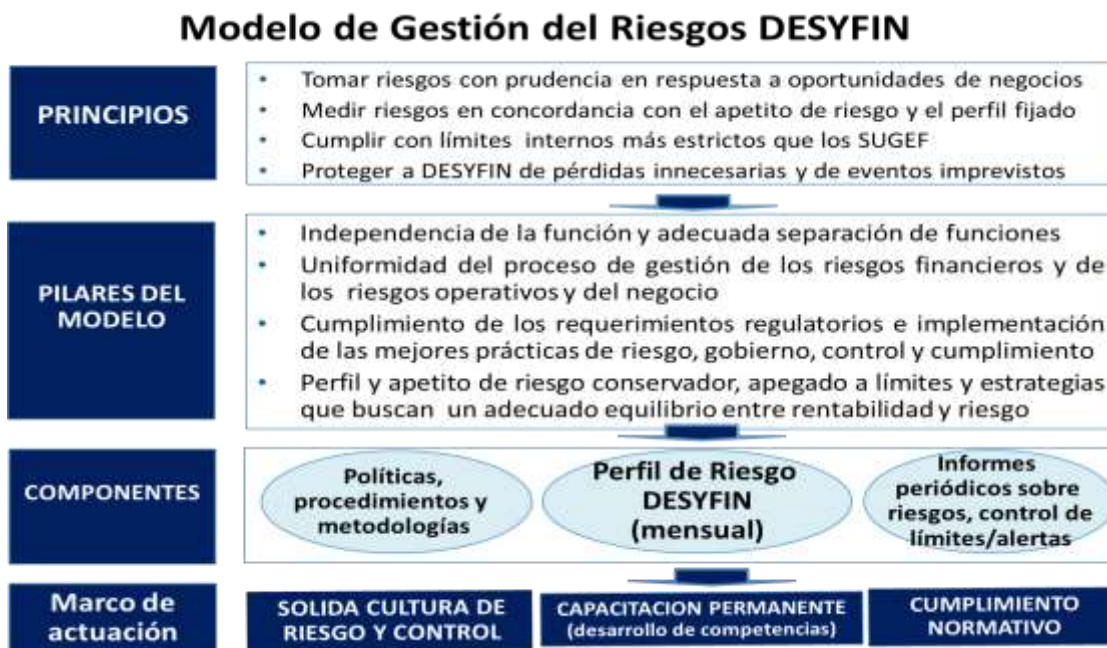 Modelo de Gestión del Riesgos DESYFIN
PRINCIPIOS
• Tomar riesgos con prudencia en respuesta a oportunidades de negocios
• Medir riesgos en concordancia con el apetito de riesgo y el perfil fijado
• Cumplir con límites internos más estrictos que los SUGEF
• Proteger a DESYFIN de pérdidas innecesarias y de eventos imprevistos
PILARES DEL
MODELO
• Independencia de la función y adecuada separación de funciones
• Uniformidad del proceso de gestión de los riesgos financieros y de
los riesgos operativos y del negocio
• Cumplimiento de los requerimientos regulatorios e implementación
de las mejores prácticas de riesgo, gobierno, control y cumplimiento
• Perfil y apetito de riesgo conservador, apegado a límites y estrategias
que buscan un adecuado equilibrio entre rentabilidad y riesgo
COMPONENTES
Políticas,
procedimientos y
metodologías
Perfil de Riesgo
DESYFIN
(mensual)
Informes
periódicos sobre
riesgos, control de
límites/alertas
Marco de
actuación
SOLIDA CULTURA DE
RIESGO Y CONTROL
CAPACITACION PERMANENTE
(desarrollo de competencias)
CUMPLIMIENTO
NORMATIVO